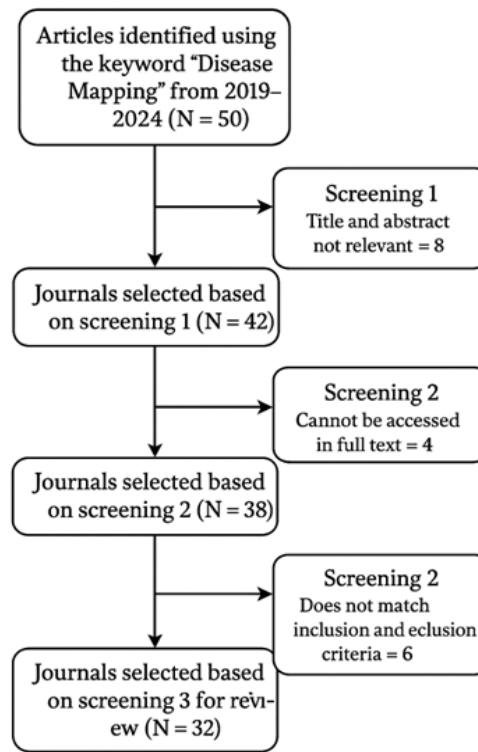 Articles identified using
the keyword “Disease
Mapping” from 2019–
2024 (N = 50)
Screening 1
Title and abstract
not relevant = 8
Journals selected based
on screening 1 (N = 42)
Screening 2
Cannot be accessed
in full text = 4
Journals selected based
on screening 2 (N = 38)
Screening 2
Does not match
inclusion and eclusion
criteria = 6
Journals selected based
on screening 3 for revi-
ew (N = 32)